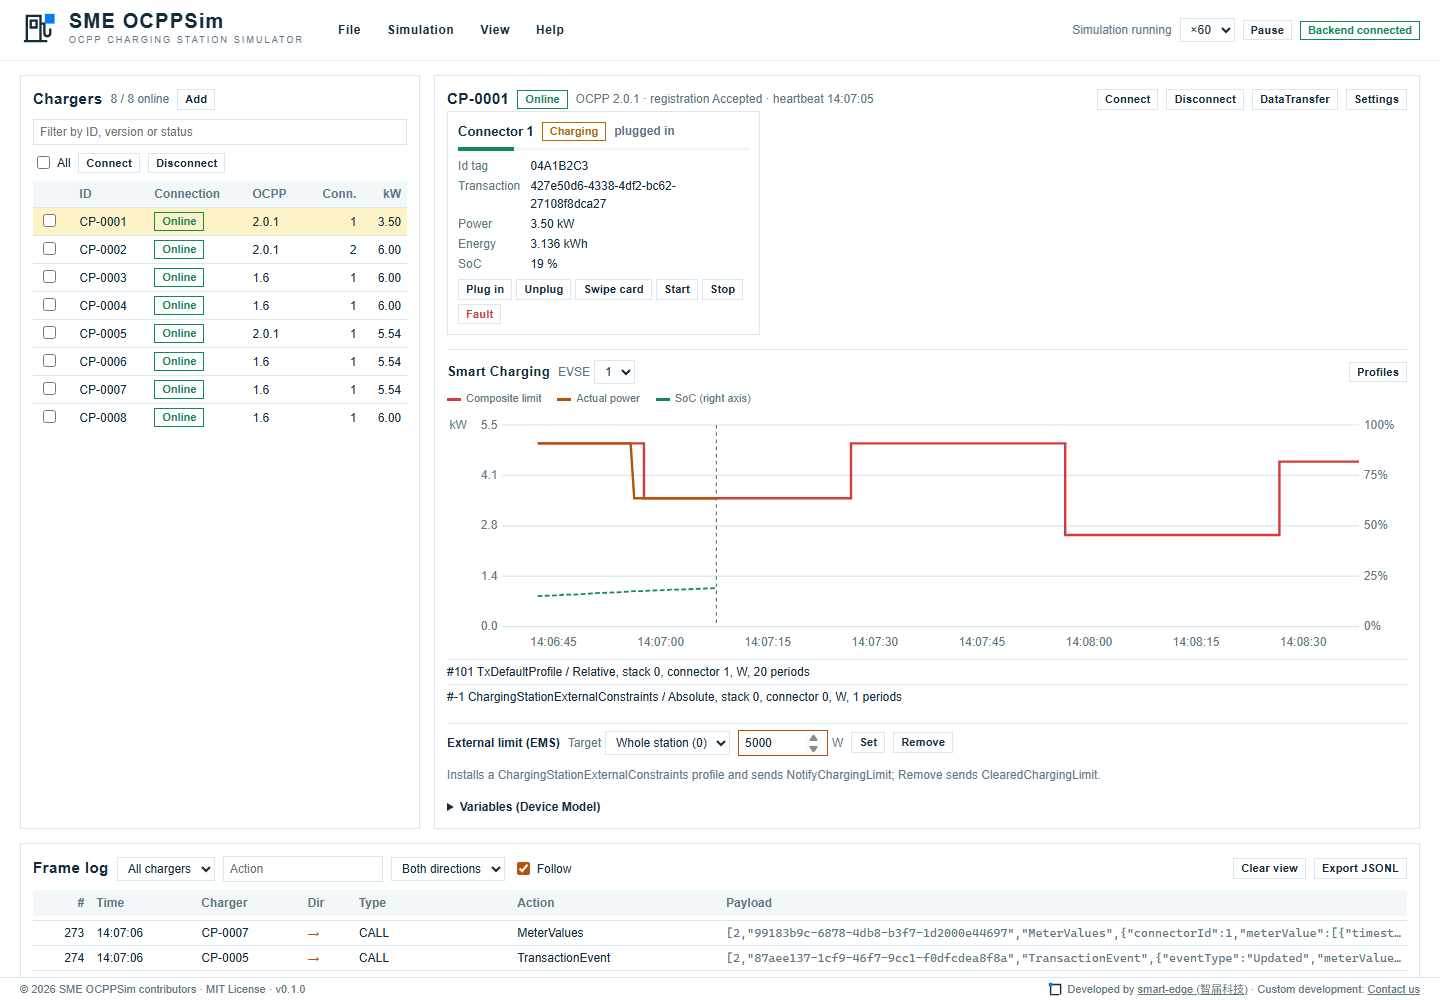 SME OCPPSim
OCPP CHARGING STATION SIMULATOR
File Simulation View Help
Simulation running ×60 Pause Backend connected
Chargers 8 / 8 online Add
Filter by ID, version or status
All Connect Disconnect
ID Connection OCPP Conn. kW
CP-0001 Online 2.0.1 1 3.50
CP-0002 Online 2.0.1 2 6.00
CP-0003 Online 1.6 1 6.00
CP-0004 Online 1.6 1 6.00
CP-0005 Online 2.0.1 1 5.54
CP-0006 Online 1.6 1 5.54
CP-0007 Online 1.6 1 5.54
CP-0008 Online 1.6 1 6.00
CP-0001 Online OCPP 2.0.1 · registration Accepted · heartbeat 14:07:05
Connect Disconnect DataTransfer Settings
Connector 1 Charging plugged in
Id tag 04A1B2C3
Transaction 427e50d6-4338-4df2-bc62-
27108f8dca27
Power 3.50 kW
Energy 3.136 kWh
SoC 19 %
Plug in Unplug Swipe card Start Stop
Fault
Smart Charging EVSE 1 Profiles
Composite limit Actual power SoC (right axis)
kW 5.5 100%
4.1 75%
2.8 50%
1.4 25%
0.0 0%
14:06:45 14:07:00 14:07:15 14:07:30 14:07:45 14:08:00 14:08:15 14:08:30
#101 TxDefaultProfile / Relative, stack 0, connector 1, W, 20 periods
#-1 ChargingStationExternalConstraints / Absolute, stack 0, connector 0, W, 1 periods
External limit (EMS) Target Whole station (0) 5000 W Set Remove
Installs a ChargingStationExternalConstraints profile and sends NotifyChargingLimit; Remove sends ClearedChargingLimit.
Variables (Device Model)
Frame log All chargers Action Both directions Follow Clear view Export JSONL
# Time Charger Dir Type Action Payload
273 14:07:06 CP-0007 → CALL MeterValues [2,"99183b9c-6878-4db8-b3f7-1d2000e44697","MeterValues",{"connectorId":1,"meterValue":[{"timest…
274 14:07:06 CP-0005 → CALL TransactionEvent [2,"87aee137-1cf9-46f7-9cc1-f0dfcdea8f8a","TransactionEvent",{"eventType":"Updated","meterValue…
© 2026 SME OCPPSim contributors · MIT License · v0.1.0
Developed by smart-edge (智届科技) · Custom development: Contact us